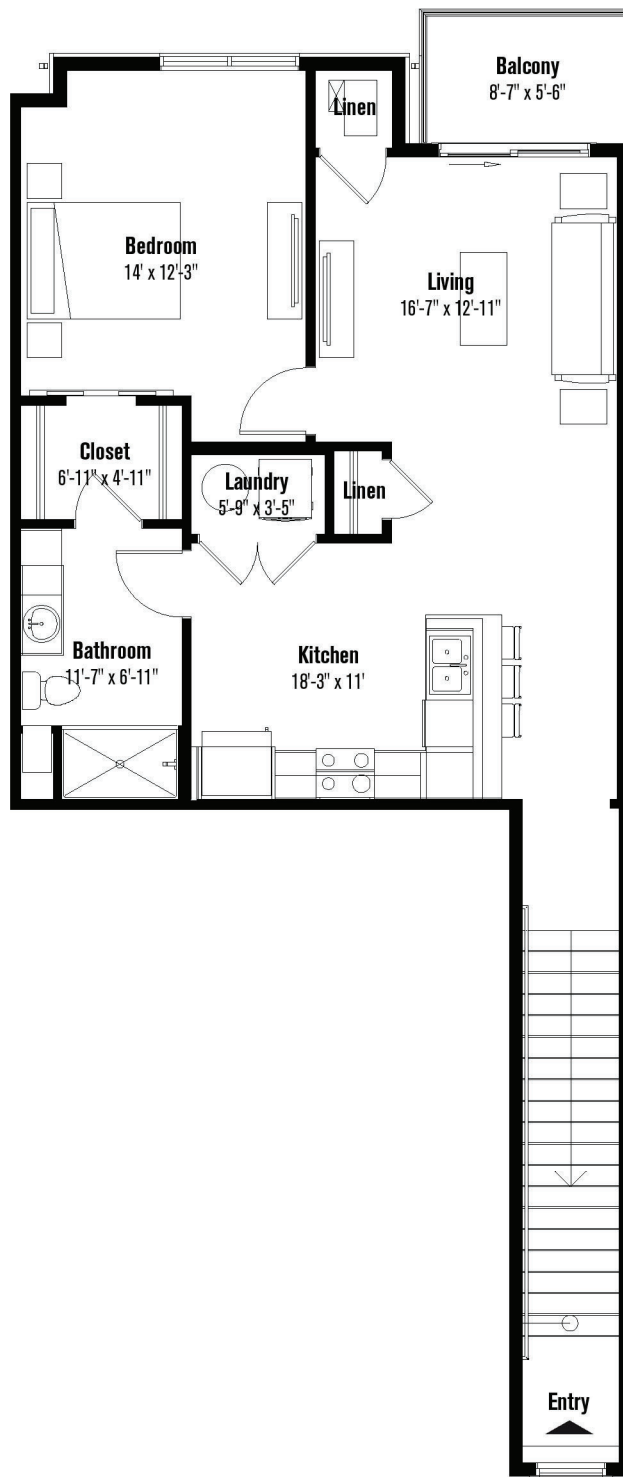 Balcony
8'-7" x 5'-6"
Linen
Bedroom
14' x 12'-3"
Living
16'-7" x 12'-11"
Closet
6'-11" x 4'-11"
Laundry
5'-9" x 3'-5"
Linen
Bathroom
11'-7" x 6'-11"
Kitchen
18'-3" x 11'
Entry